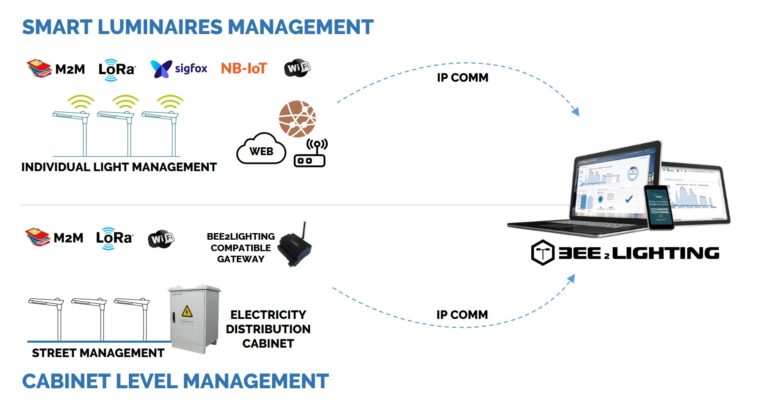 SMART LUMINAIRES MANAGEMENT
M2M LoRa sigfox NB-IoT WiFi
IP COMM
WEB
INDIVIDUAL LIGHT MANAGEMENT
M2M LoRa WiFi
BEE2LIGHTING
COMPATIBLE
GATEWAY
BEE2LIGHTING
ELECTRICITY
DISTRIBUTION
CABINET
IP COMM
STREET MANAGEMENT
CABINET LEVEL MANAGEMENT